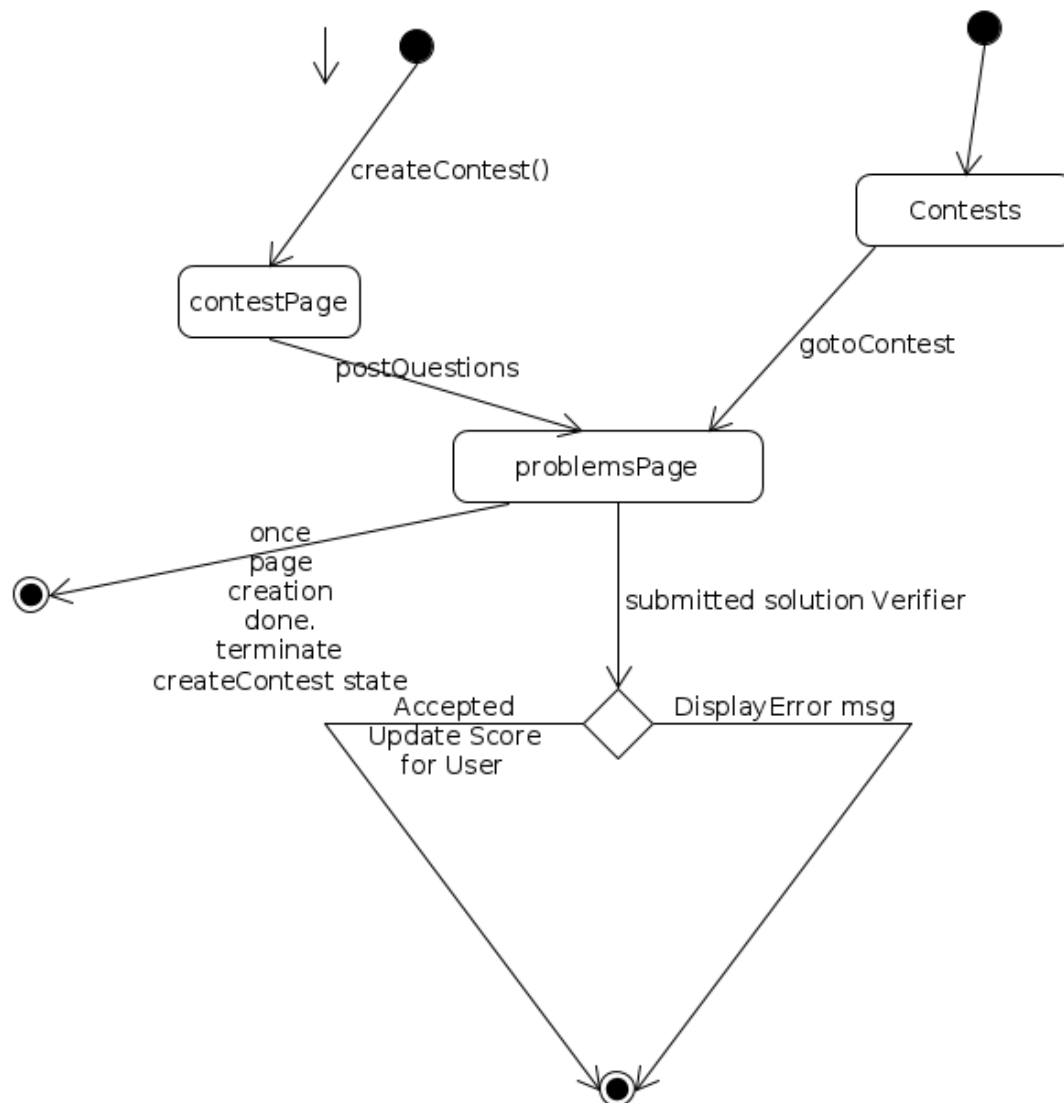 createContest()
Contests
contestPage
gotoContest
postQuestions
problemsPage
once
page
creation
done.
terminate
createContest state
submitted solution Verifier
Accepted
Update Score
for User
DisplayError msg